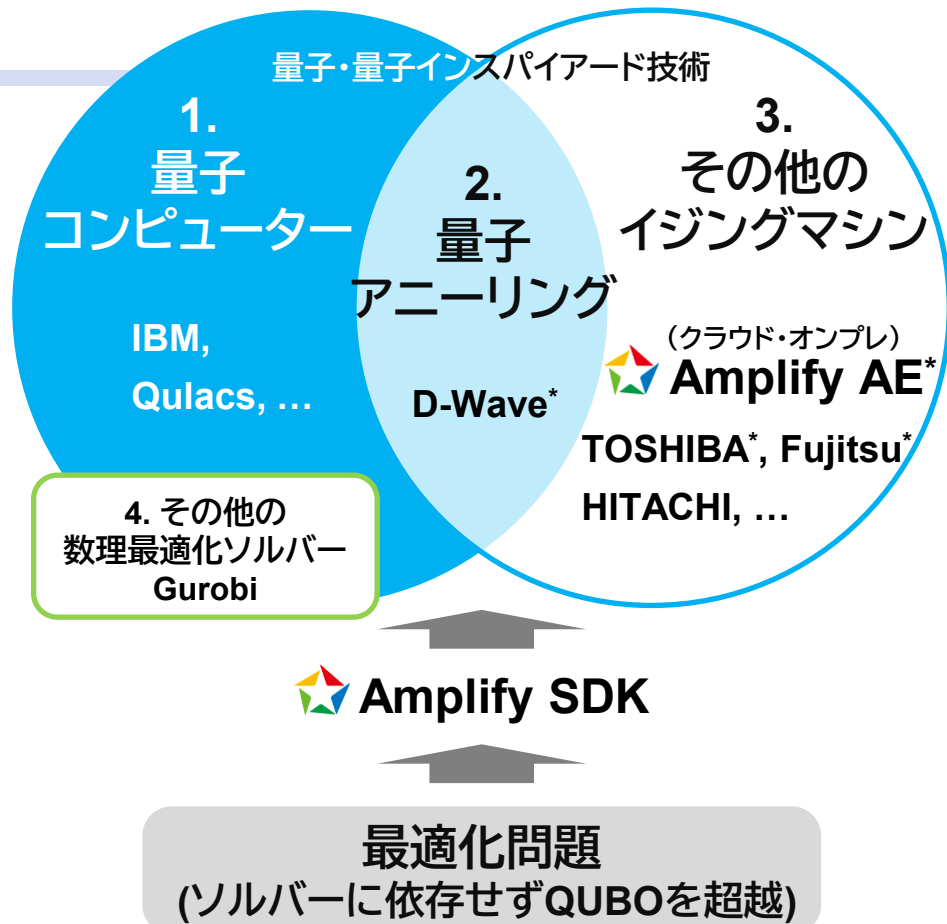 量子・量子インスパイアード技術
1.
量子
コンピューター
IBM,
Qulacs, …
2.
量子
アニーリング
D-Wave*
3.
その他の
イジングマシン
(クラウド・オンプレ)
Amplify AE*
TOSHIBA*, Fujitsu*
HITACHI, …
4. その他の
数理最適化ソルバー
Gurobi
Amplify SDK
最適化問題
(ソルバーに依存せずQUBOを超越)